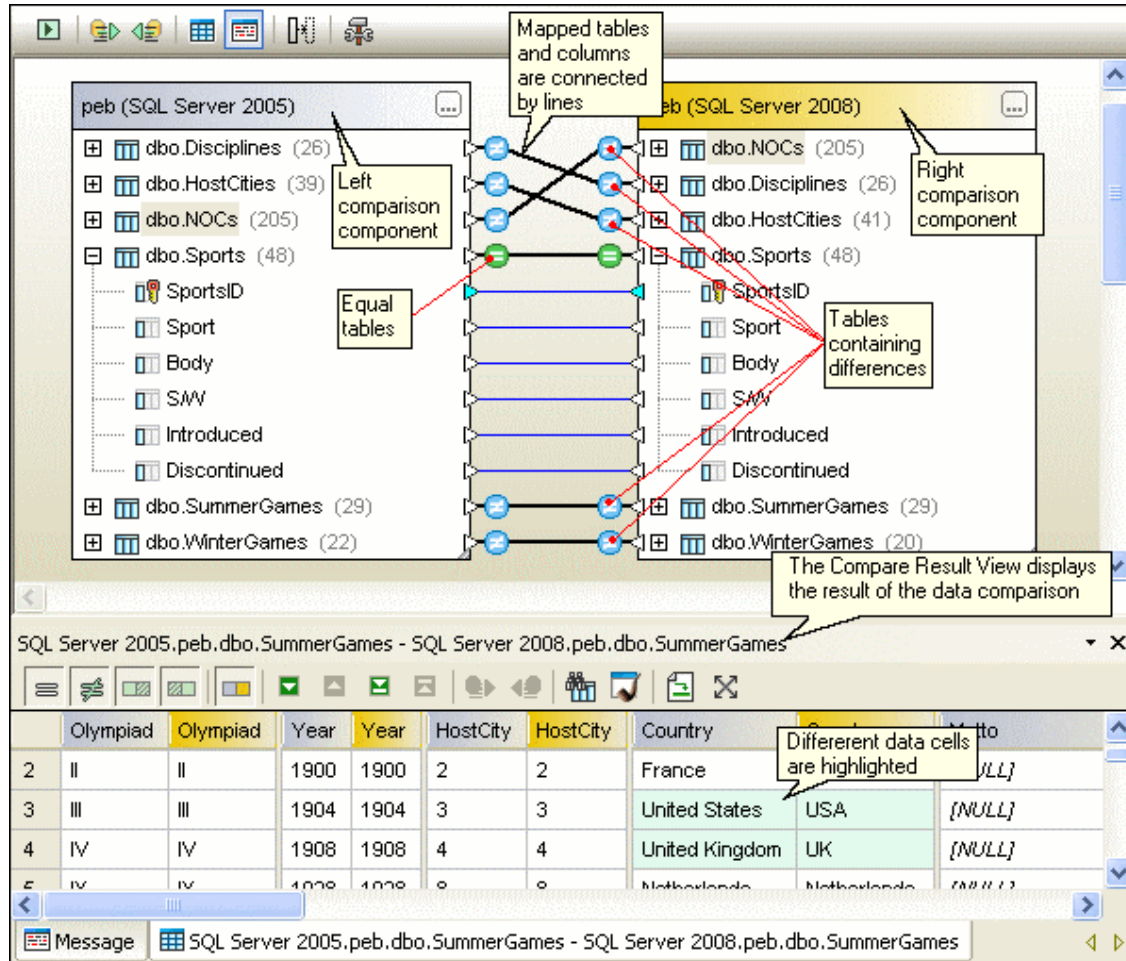 Mapped tables
and columns
are connected
by lines
peb (SQL Server 2005)
eb (SQL Server 2008)
dbo.Disciplines (26)
dbo.HostCities (39)
dbo.NOCs (205)
dbo.Sports (48)
SportsID
Sport
Body
S/W
Introduced
Discontinued
dbo.SummerGames (29)
dbo.WinterGames (22)
Left
comparison
component
Equal
tables
dbo.NOCs (205)
dbo.Disciplines (26)
dbo.HostCities (41)
dbo.Sports (48)
SportsID
Sport
Body
S/W
Introduced
Discontinued
dbo.SummerGames (29)
dbo.WinterGames (20)
Right
comparison
component
Tables
containing
differences
The Compare Result View displays
the result of the data comparison
SQL Server 2005.peb.dbo.SummerGames - SQL Server 2008.peb.dbo.SummerGames
Olympiad Olympiad Year Year HostCity HostCity Country
Differerent data cells
are highlighted
2 II II 1900 1900 2 2 France
3 III III 1904 1904 3 3 United States USA [NULL]
4 IV IV 1908 1908 4 4 United Kingdom UK [NULL]
Message
SQL Server 2005.peb.dbo.SummerGames - SQL Server 2008.peb.dbo.SummerGames